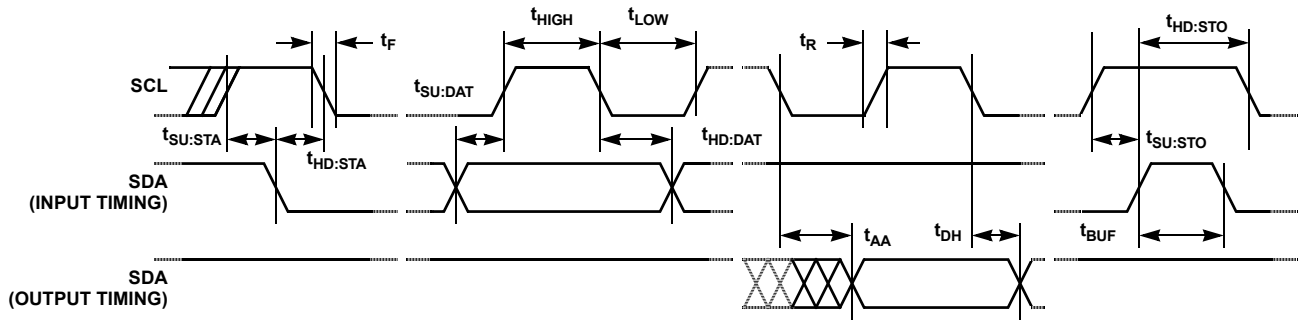 tHIGH
tLOW
tHD:STO
tF
tR
SCL
tSU:DAT
tSU:STA
tHD:STA
tHD:DAT
tSU:STO
SDA
(INPUT TIMING)
tAA
tDH
tBUF
SDA
(OUTPUT TIMING)